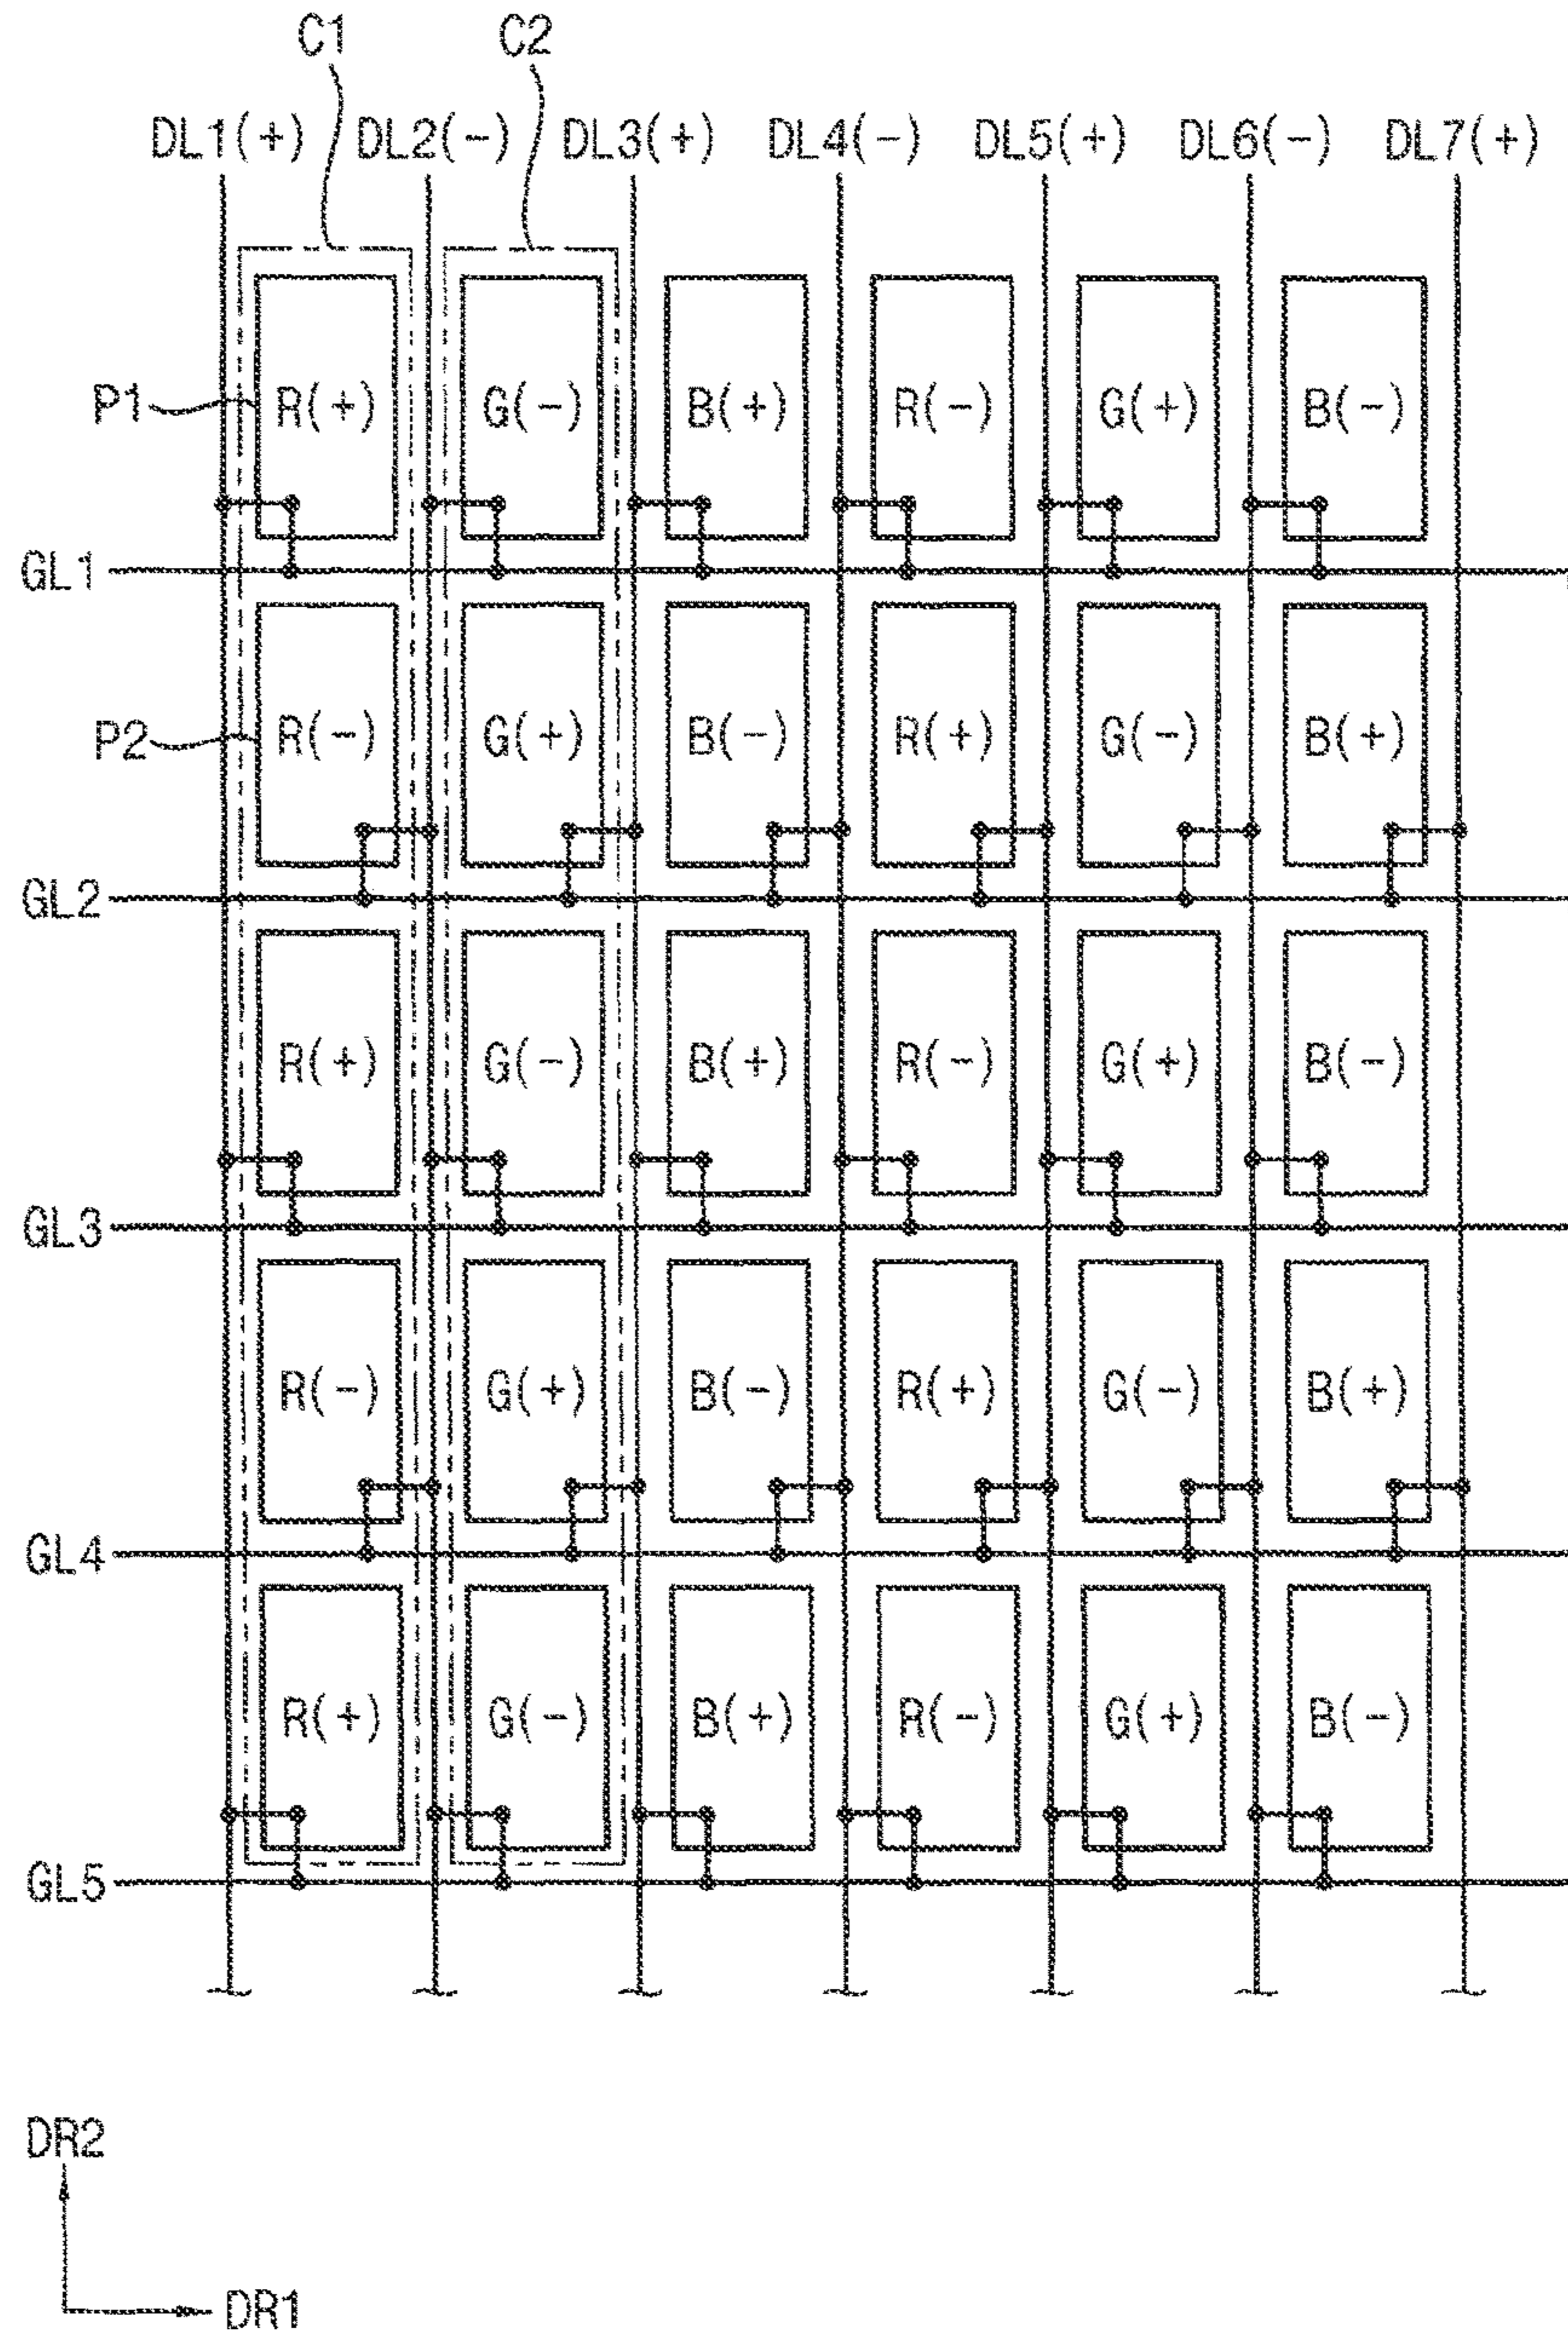 C1 C2
DL1(+) DL2(-) DL3(+) DL4(-) DL5(+) DL6(-) DL7(+)
P1 R(+) G(-) B(+) R(-) G(+) B(-)
GL1
P2 R(-) G(+) B(-) R(+) G(-) B(+)
GL2
R(+) G(-) B(+) R(-) G(+) B(-)
GL3
R(-) G(+) B(-) R(+) G(-) B(+)
GL4
R(+) G(-) B(+) R(-) G(+) B(-)
GL5
DR2
DR1